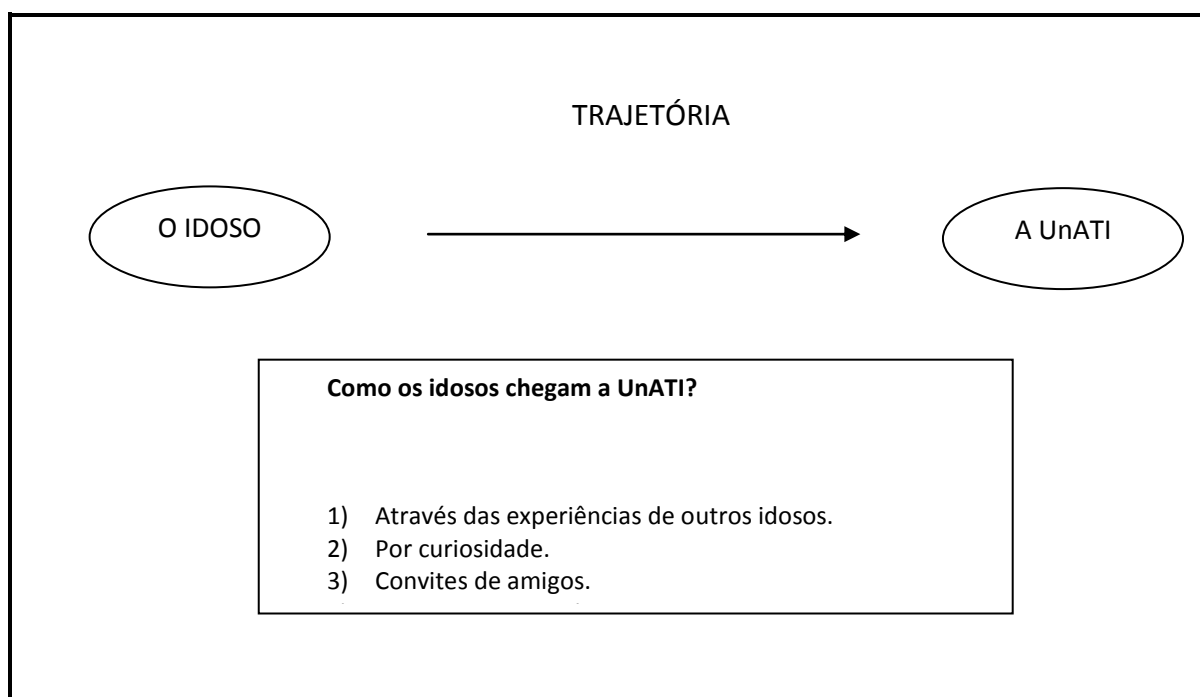 TRAJETÓRIA
O IDOSO
A UnATI
Como os idosos chegam a UnATI?
1) Através das experiências de outros idosos.
2) Por curiosidade.
3) Convites de amigos.